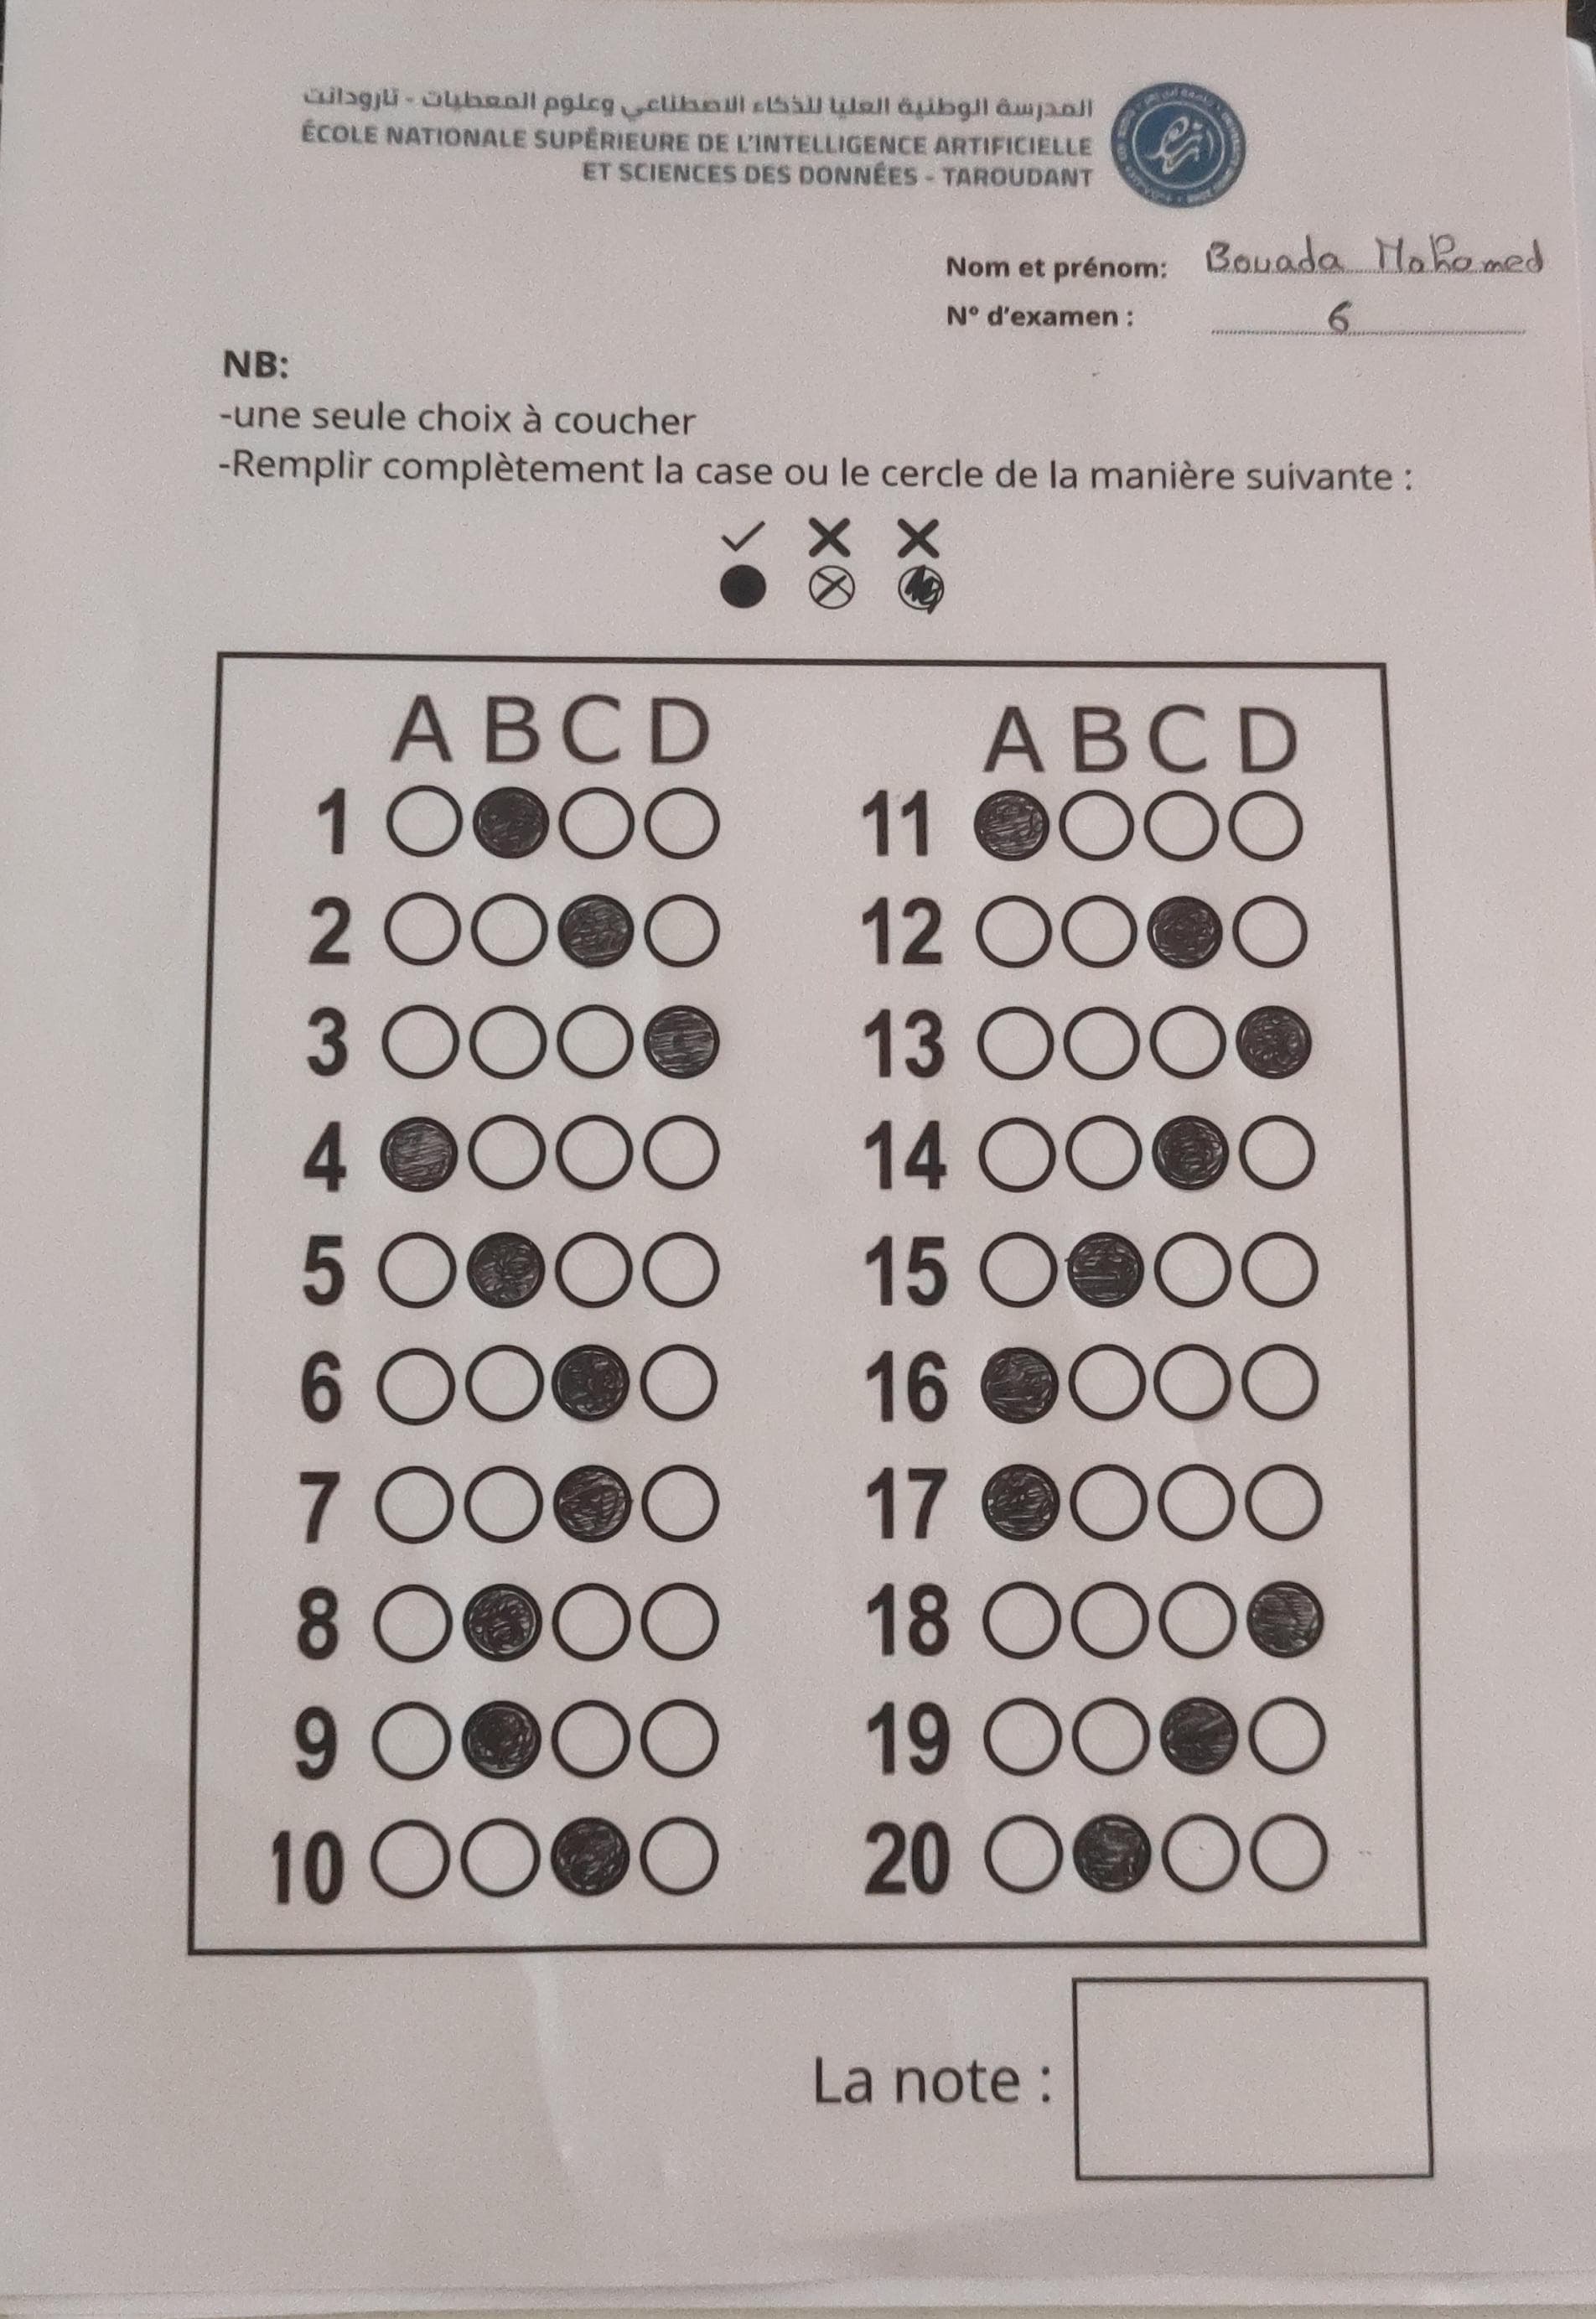 المدرسة الوطنية العليا للذكاء الاصطناعي وعلوم المعطيات - تارودانت
ÉCOLE NATIONALE SUPÉRIEURE DE L'INTELLIGENCE ARTIFICIELLE
ET SCIENCES DES DONNÉES - TAROUDANT
Nom et prénom: Bouada Mohamed
N° d'examen : 6
NB:
-une seule choix à coucher
-Remplir complètement la case ou le cercle de la manière suivante :
A B C D
1
2
3
4
5
6
7
8
9
10
A B C D
11
12
13
14
15
16
17
18
19
20
La note :